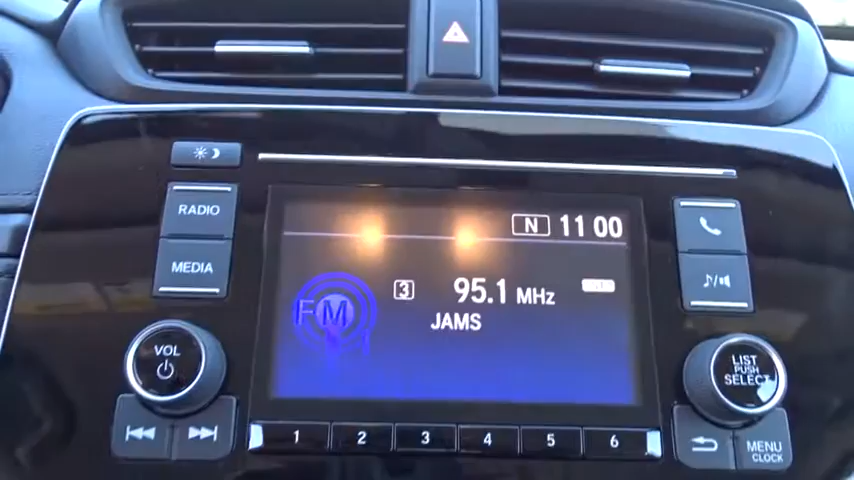 RADIO
MEDIA
VOL
N 11 00
FM 3 95.1 MHz
JAMS
LIST
PUSH
SELECT
1 2 3 4 5 6
MENU
CLOCK